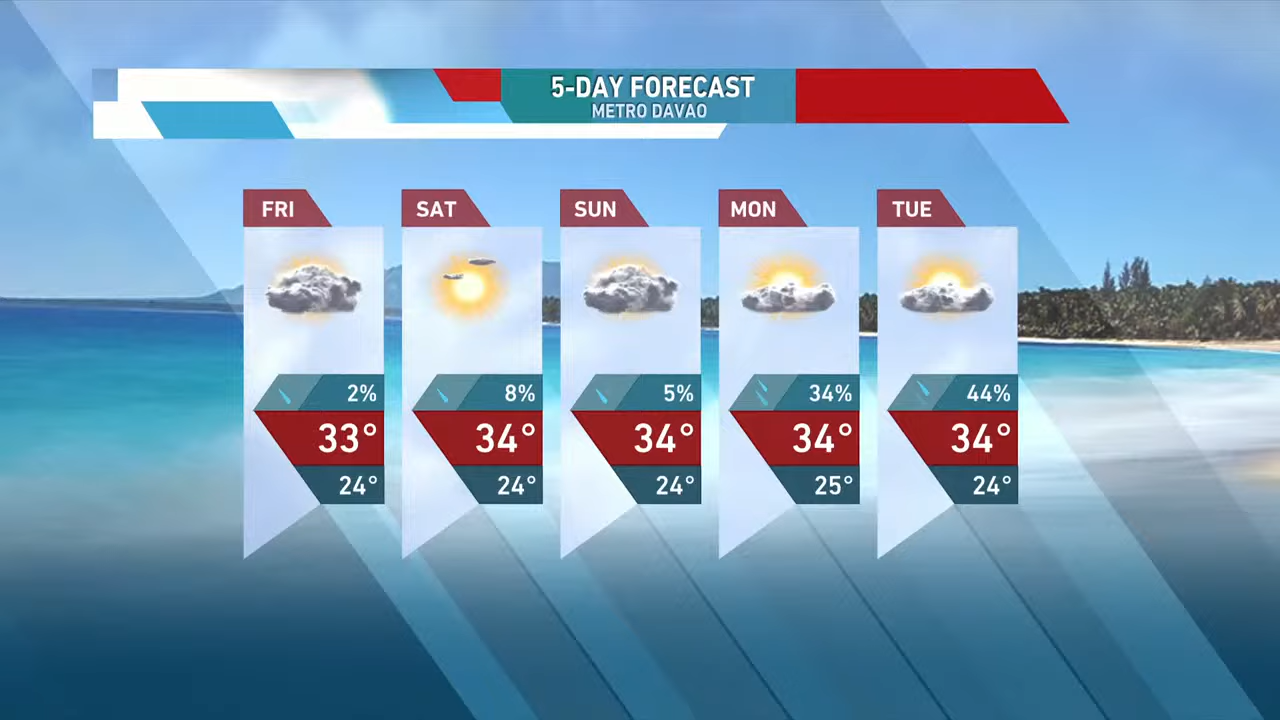 5-DAY FORECAST
METRO DAVAO
FRI
2%
33°
24°
SAT
8%
34°
24°
SUN
5%
34°
24°
MON
34%
34°
25°
TUE
44%
34°
24°